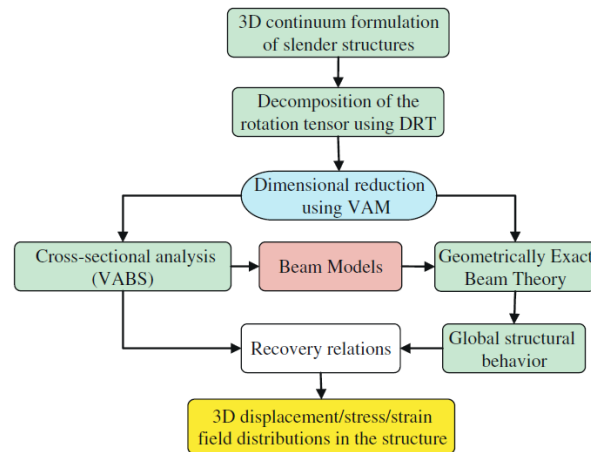 3D continuum formulation
of slender structures
Decomposition of the
rotation tensor using DRT
Dimensional reduction
using VAM
Cross-sectional analysis
(VABS)
Beam Models
Geometrically Exact
Beam Theory
Recovery relations
Global structural
behavior
3D displacement/stress/strain
field distributions in the structure